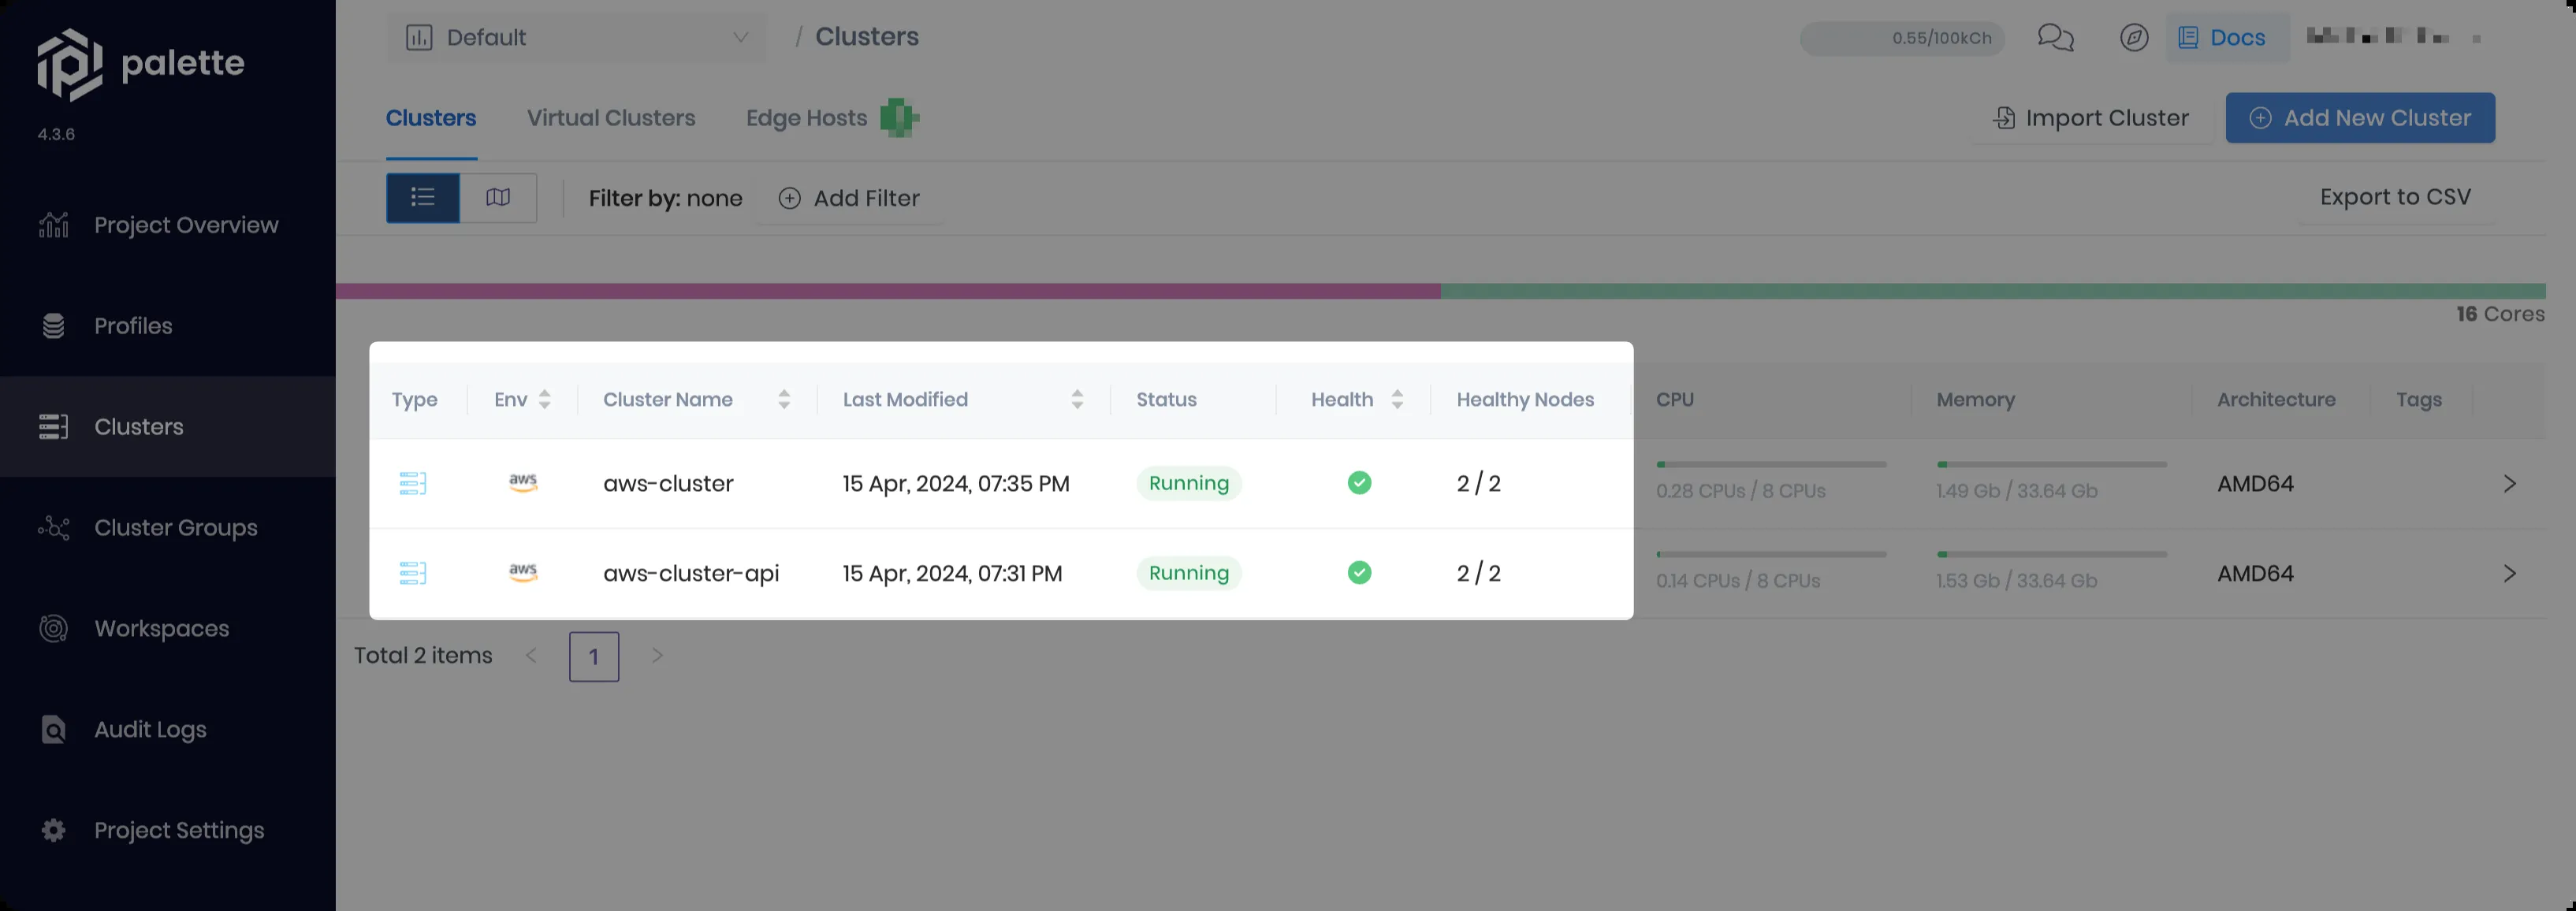 palette
4.3.6
Project Overview
Profiles
Clusters
Cluster Groups
Workspaces
Audit Logs
Project Settings
Default / Clusters 0.55/100kCh Docs
Clusters Virtual Clusters Edge Hosts Import Cluster Add New Cluster
Filter by: none Add Filter Export to CSV
16 Cores
Type Env Cluster Name Last Modified Status Health Healthy Nodes CPU Memory Architecture Tags
aws aws-cluster 15 Apr, 2024, 07:35 PM Running 2 / 2 0.28 CPUs / 8 CPUs 1.49 Gb / 33.64 Gb AMD64
aws aws-cluster-api 15 Apr, 2024, 07:31 PM Running 2 / 2 0.14 CPUs / 8 CPUs 1.53 Gb / 33.64 Gb AMD64
Total 2 items < 1 >